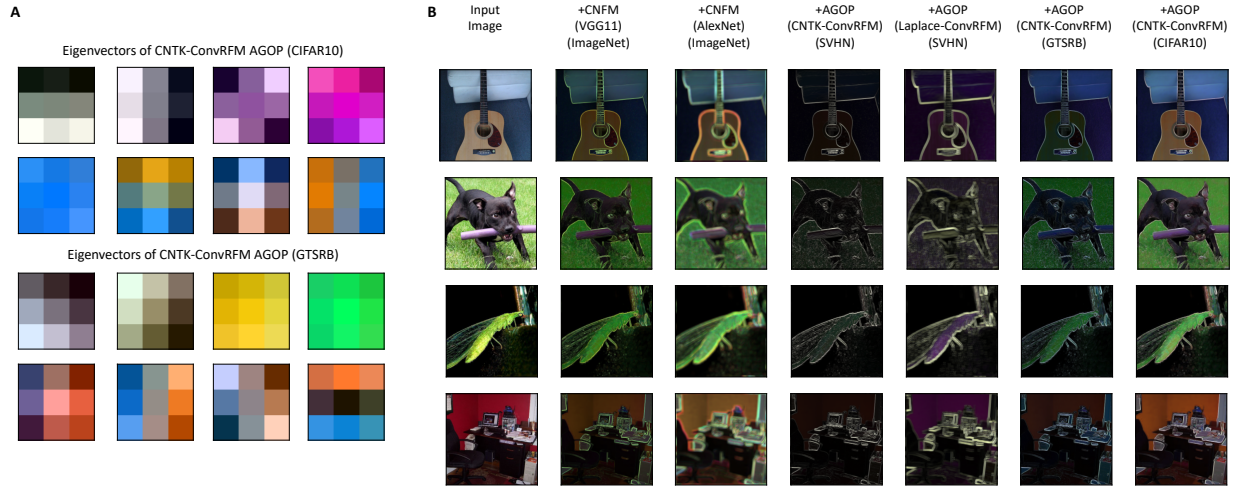 A
Eigenvectors of CNTK-ConvRFM AGOP (CIFAR10)
Eigenvectors of CNTK-ConvRFM AGOP (GTSRB)
B
Input
Image
+CNFM
(VGG11)
(ImageNet)
+CNFM
(AlexNet)
(ImageNet)
+AGOP
(CNTK-ConvRFM)
(SVHN)
+AGOP
(Laplace-ConvRFM)
(SVHN)
+AGOP
(CNTK-ConvRFM)
(GTSRB)
+AGOP
(CNTK-ConvRFM)
(CIFAR10)